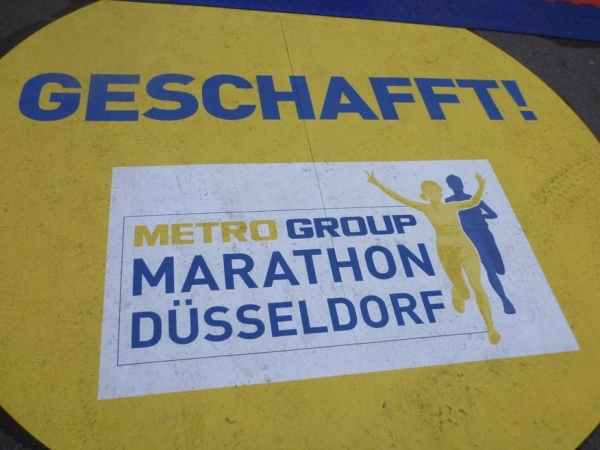 GESCHAFFT!
METRO GROUP
MARATHON
DÜSSELDORF